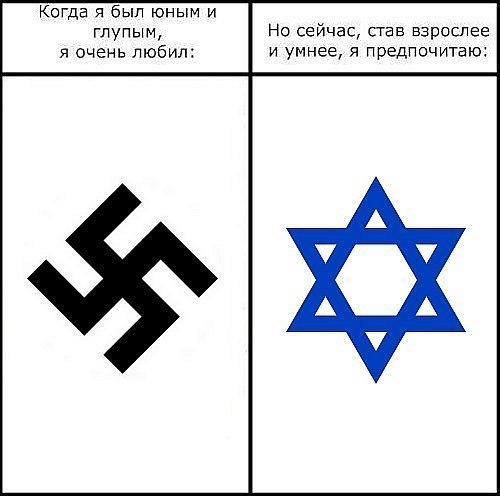 Когда я был юным и
глупым,
я очень любил:
Но сейчас, став взрослее
и умнее, я предпочитаю: